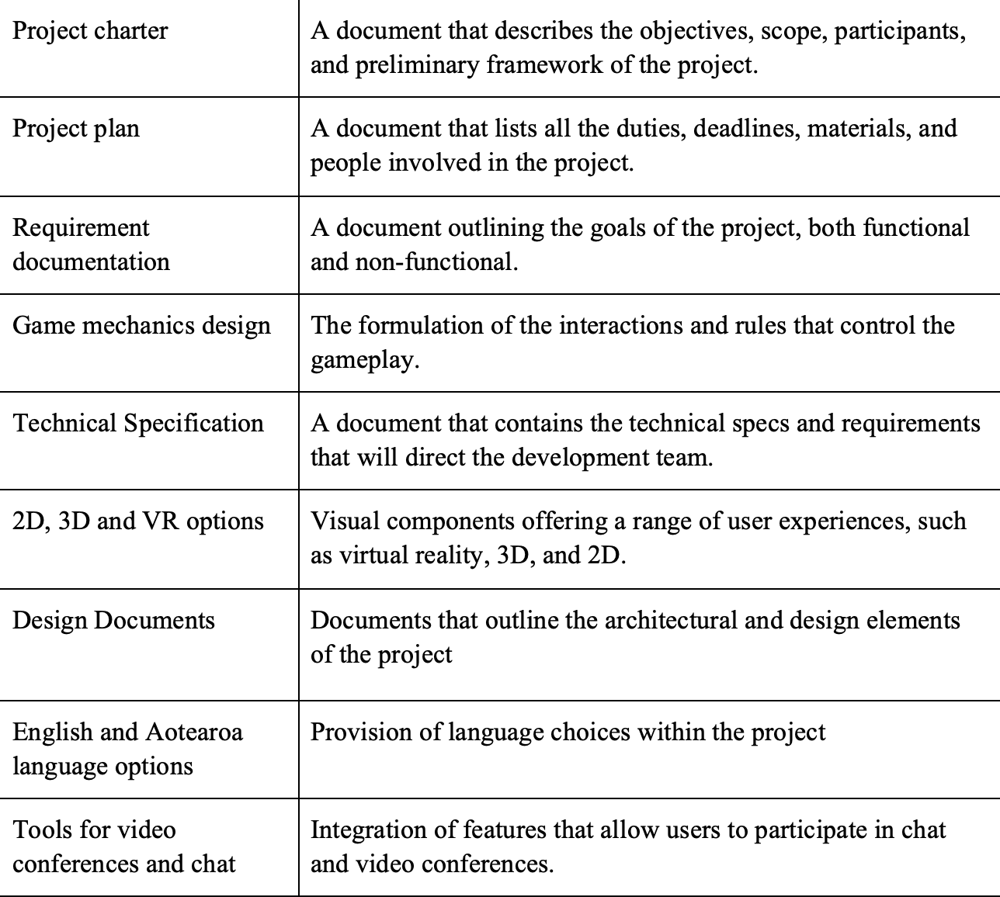 Project charter
A document that describes the objectives, scope, participants,
and preliminary framework of the project.
Project plan
A document that lists all the duties, deadlines, materials, and
people involved in the project.
Requirement
documentation
A document outlining the goals of the project, both functional
and non-functional.
Game mechanics design
The formulation of the interactions and rules that control the
gameplay.
Technical Specification
A document that contains the technical specs and requirements
that will direct the development team.
2D, 3D and VR options
Visual components offering a range of user experiences, such
as virtual reality, 3D, and 2D.
Design Documents
Documents that outline the architectural and design elements
of the project
English and Aotearoa
language options
Provision of language choices within the project
Tools for video
conferences and chat
Integration of features that allow users to participate in chat
and video conferences.